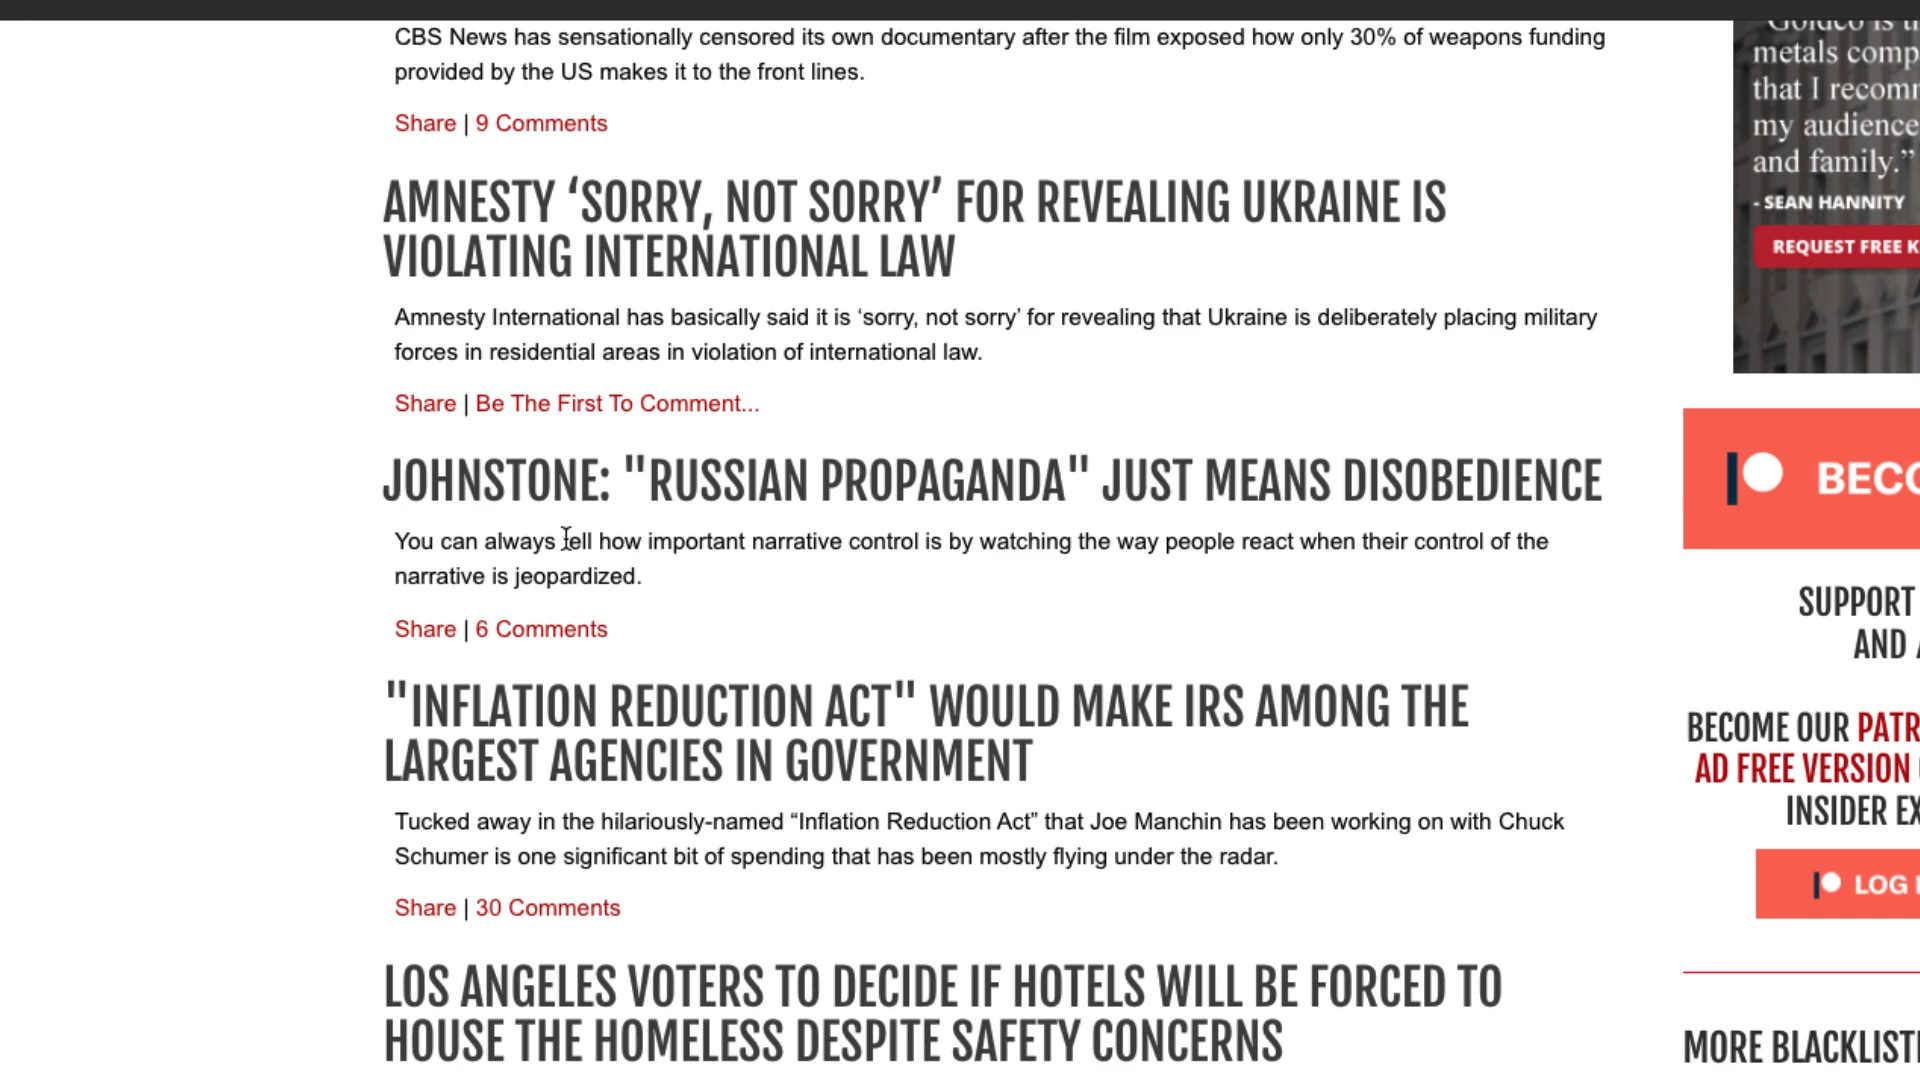 CBS News has sensationally censored its own documentary after the film exposed how only 30% of weapons funding
provided by the US makes it to the front lines.
Share | 9 Comments
AMNESTY ‘SORRY, NOT SORRY’ FOR REVEALING UKRAINE IS
VIOLATING INTERNATIONAL LAW
Amnesty International has basically said it is ‘sorry, not sorry’ for revealing that Ukraine is deliberately placing military
forces in residential areas in violation of international law.
Share | Be The First To Comment...
JOHNSTONE: "RUSSIAN PROPAGANDA" JUST MEANS DISOBEDIENCE
You can always tell how important narrative control is by watching the way people react when their control of the
narrative is jeopardized.
Share | 6 Comments
"INFLATION REDUCTION ACT" WOULD MAKE IRS AMONG THE
LARGEST AGENCIES IN GOVERNMENT
Tucked away in the hilariously-named “Inflation Reduction Act” that Joe Manchin has been working on with Chuck
Schumer is one significant bit of spending that has been mostly flying under the radar.
Share | 30 Comments
LOS ANGELES VOTERS TO DECIDE IF HOTELS WILL BE FORCED TO
HOUSE THE HOMELESS DESPITE SAFETY CONCERNS
“Goldco is
metals
that I
my audience
and family.”
- SEAN HANNITY
REQUEST FREE
SUPPORT
AND
BECOME OUR
AD FREE VERSION
INSIDER
LOG
MORE